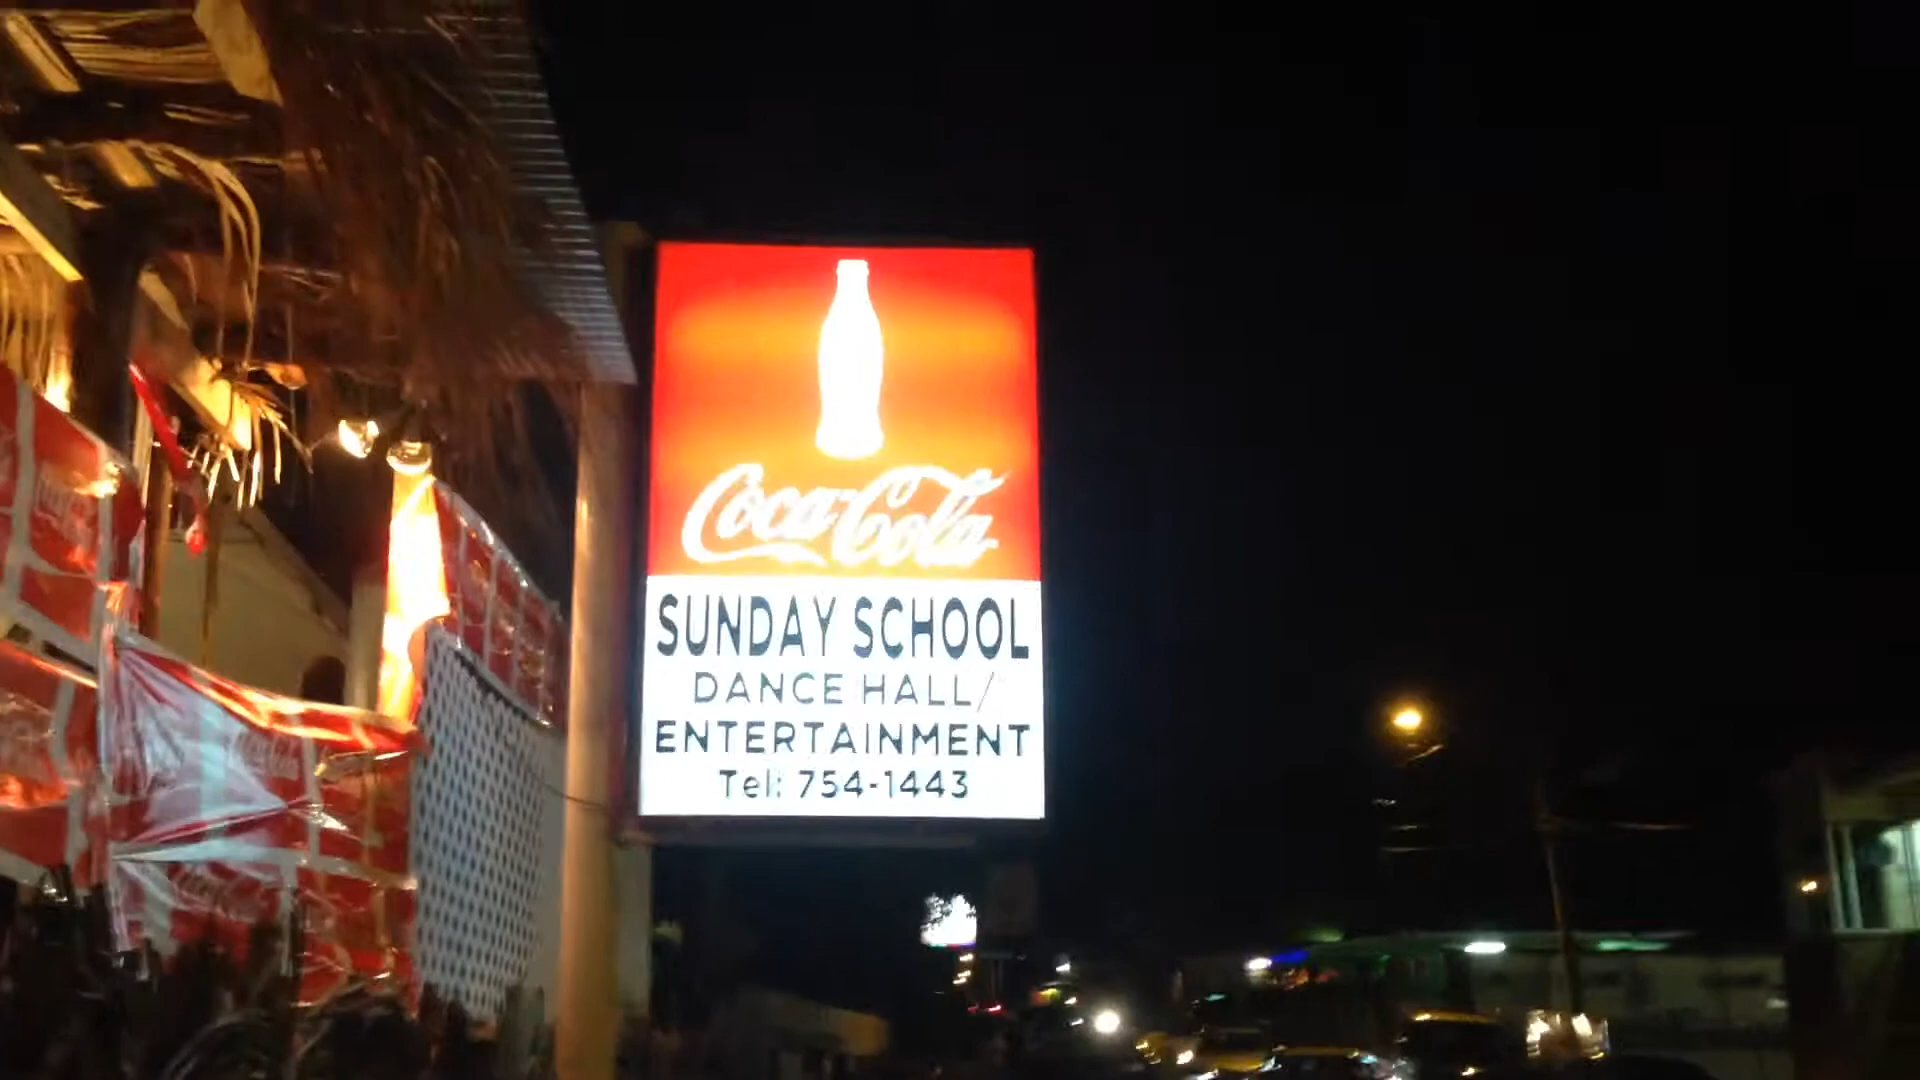 Coca-Cola
SUNDAY SCHOOL
DANCE HALL/
ENTERTAINMENT
Tel: 754-1443